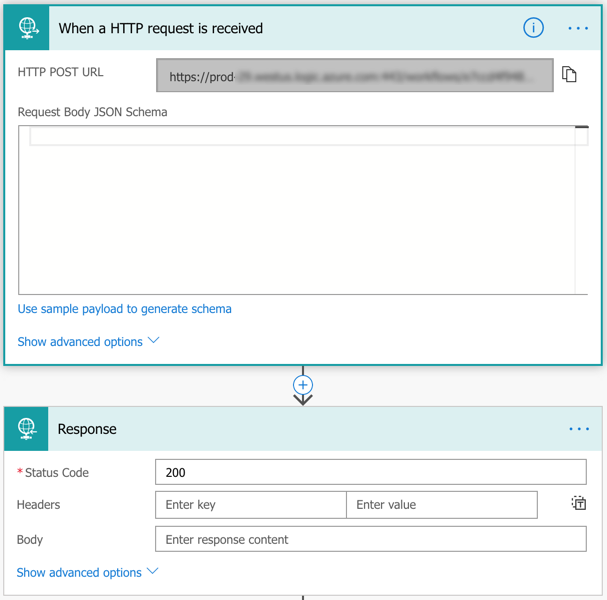 When a HTTP request is received
HTTP POST URL
https://prod
Request Body JSON Schema
Use sample payload to generate schema
Show advanced options
Response
*Status Code
200
Headers
Enter key
Enter value
Body
Enter response content
Show advanced options